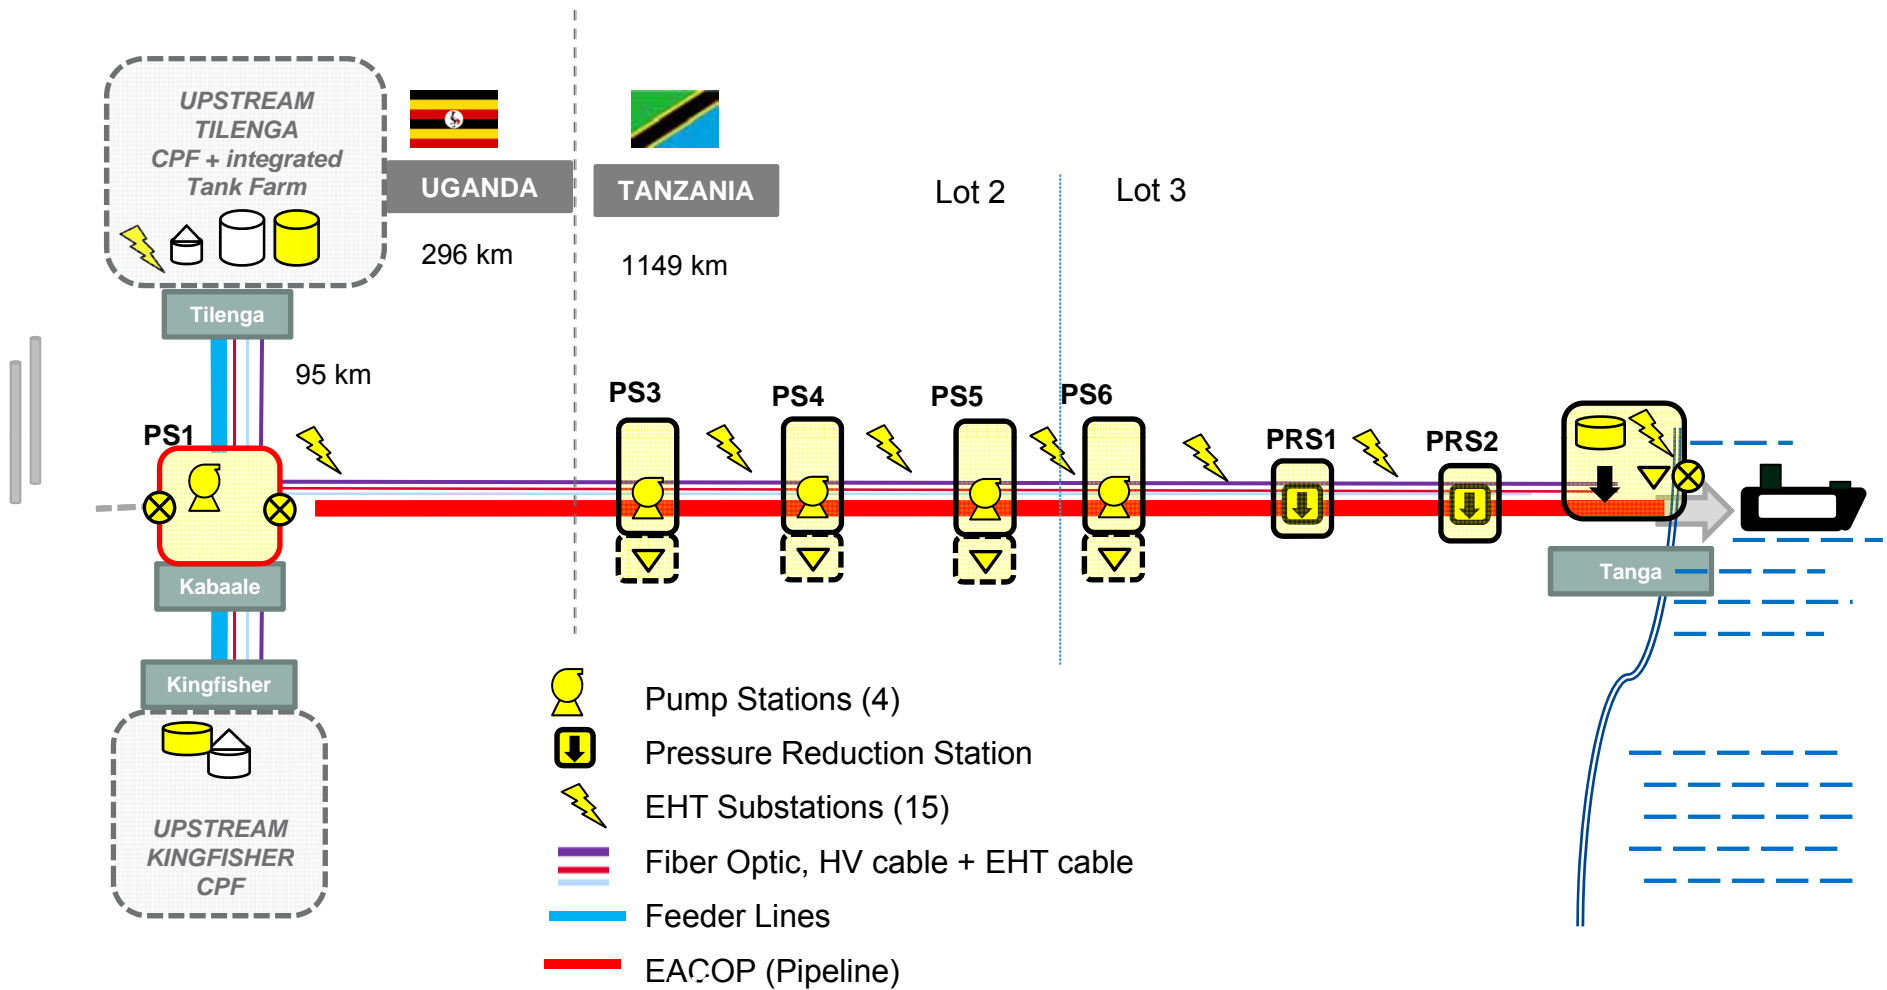 UPSTREAM
TILENGA
CPF + integrated
Tank Farm
UGANDA
TANZANIA
Lot 2
Lot 3
296 km
1149 km
Tilenga
95 km
PS1
PS3
PS4
PS5
PS6
PRS1
PRS2
Kabaale
Tanga
Kingfisher
UPSTREAM
KINGFISHER
CPF
Pump Stations (4)
Pressure Reduction Station
EHT Substations (15)
Fiber Optic, HV cable + EHT cable
Feeder Lines
EACOP (Pipeline)